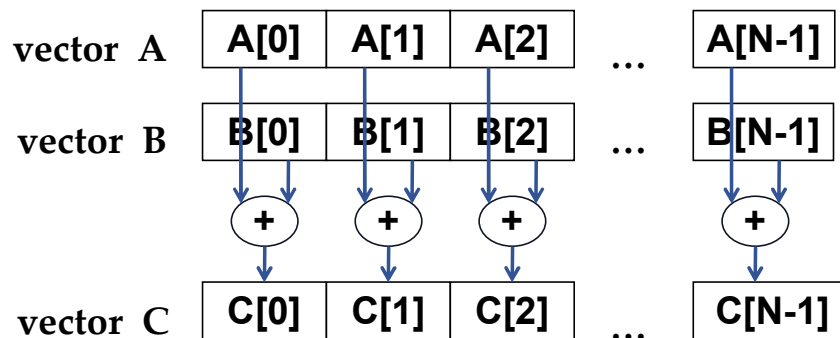 vector A A[0] A[1] A[2] ... A[N-1]
vector B B[0] B[1] B[2] ... B[N-1]
+ + + +
vector C C[0] C[1] C[2] ... C[N-1]